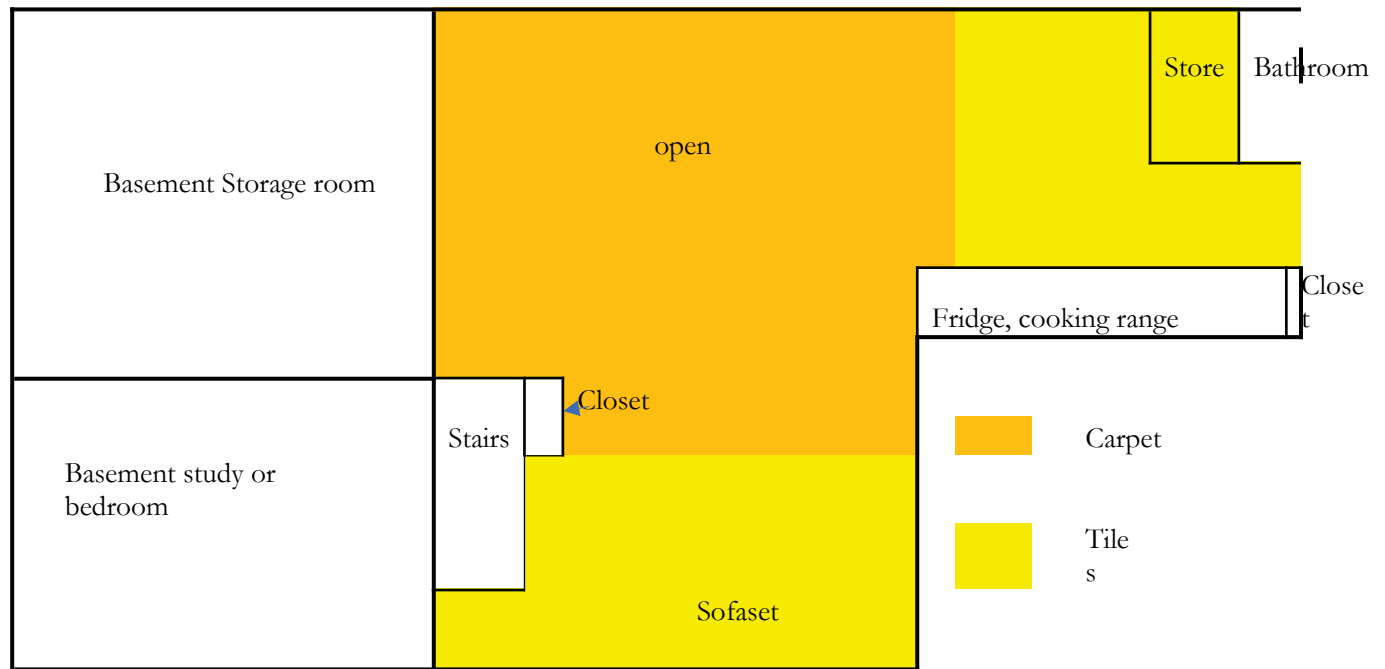 Store
Bathroom
open
Basement Storage room
Close
t
Fridge, cooking range
Closet
Stairs
Carpet
Basement study or
bedroom
Tile
s
Sofaset